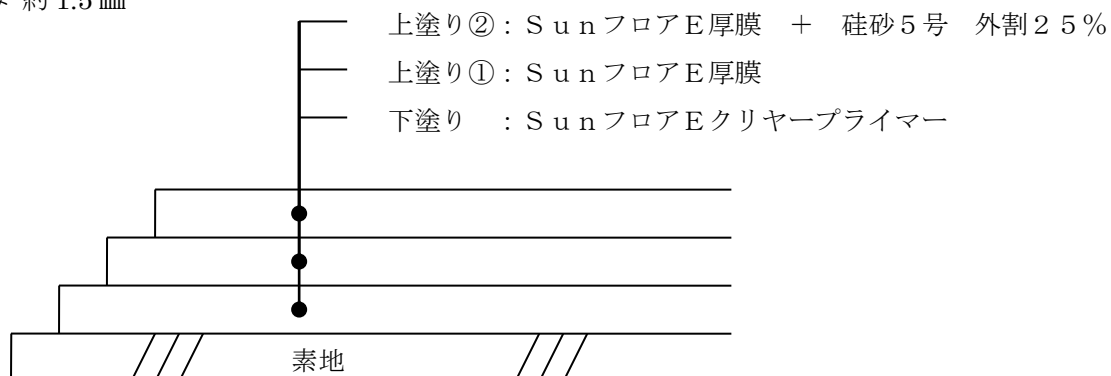 約 1.5 ㎜
上塗り②：ＳｕｎフロアＥ厚膜　＋　硅砂５号　外割２５％
上塗り①：ＳｕｎフロアＥ厚膜
下塗り　：ＳｕｎフロアＥクリヤープライマー
素地